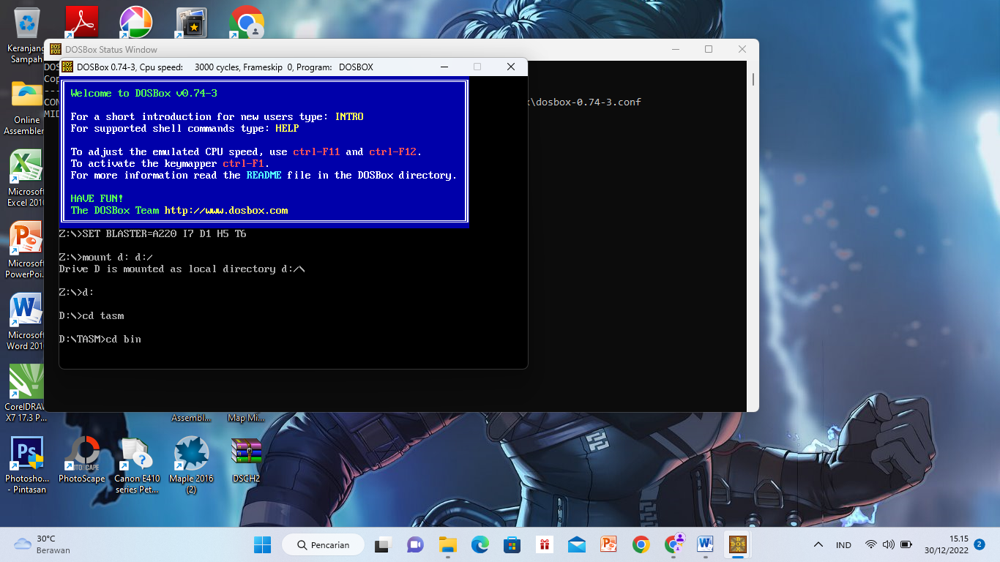 Keranjang
Sampah
DOSBox Status Window
DOSBox 0.74-3, Cpu speed: 3000 cycles, Frameskip 0, Program: DOSBOX
DOS
Cop
---
CON
MID
\dosbox-0.74-3.conf
Welcome to DOSBox v0.74-3
For a short introduction for new users type: INTRO
For supported shell commands type: HELP
To adjust the emulated CPU speed, use ctrl-F11 and ctrl-F12.
To activate the keymapper ctrl-F1.
For more information read the README file in the DOSBox directory.
HAVE FUN!
The DOSBox Team http://www.dosbox.com
Z:\>SET BLASTER=A220 I7 D1 H5 T6
Z:\>mount d: d:/
Drive D is mounted as local directory d:/\
Z:\>d:
D:\>cd tasm
D:\TASM>cd bin
Online
Assembler
Microsof
Excel 201
Microsof
PowerPoi.
Microsof
Word 201
CorelDRA
X7 17.3 P...
Assembl...
Map Mi...
Photosho...
- Pintasan
PhotoScape
Canon E410
series Pet...
Maple 2016
(2)
DSCH2
30°C
Berawan
Pencarian
IND
15.15
30/12/2022
2